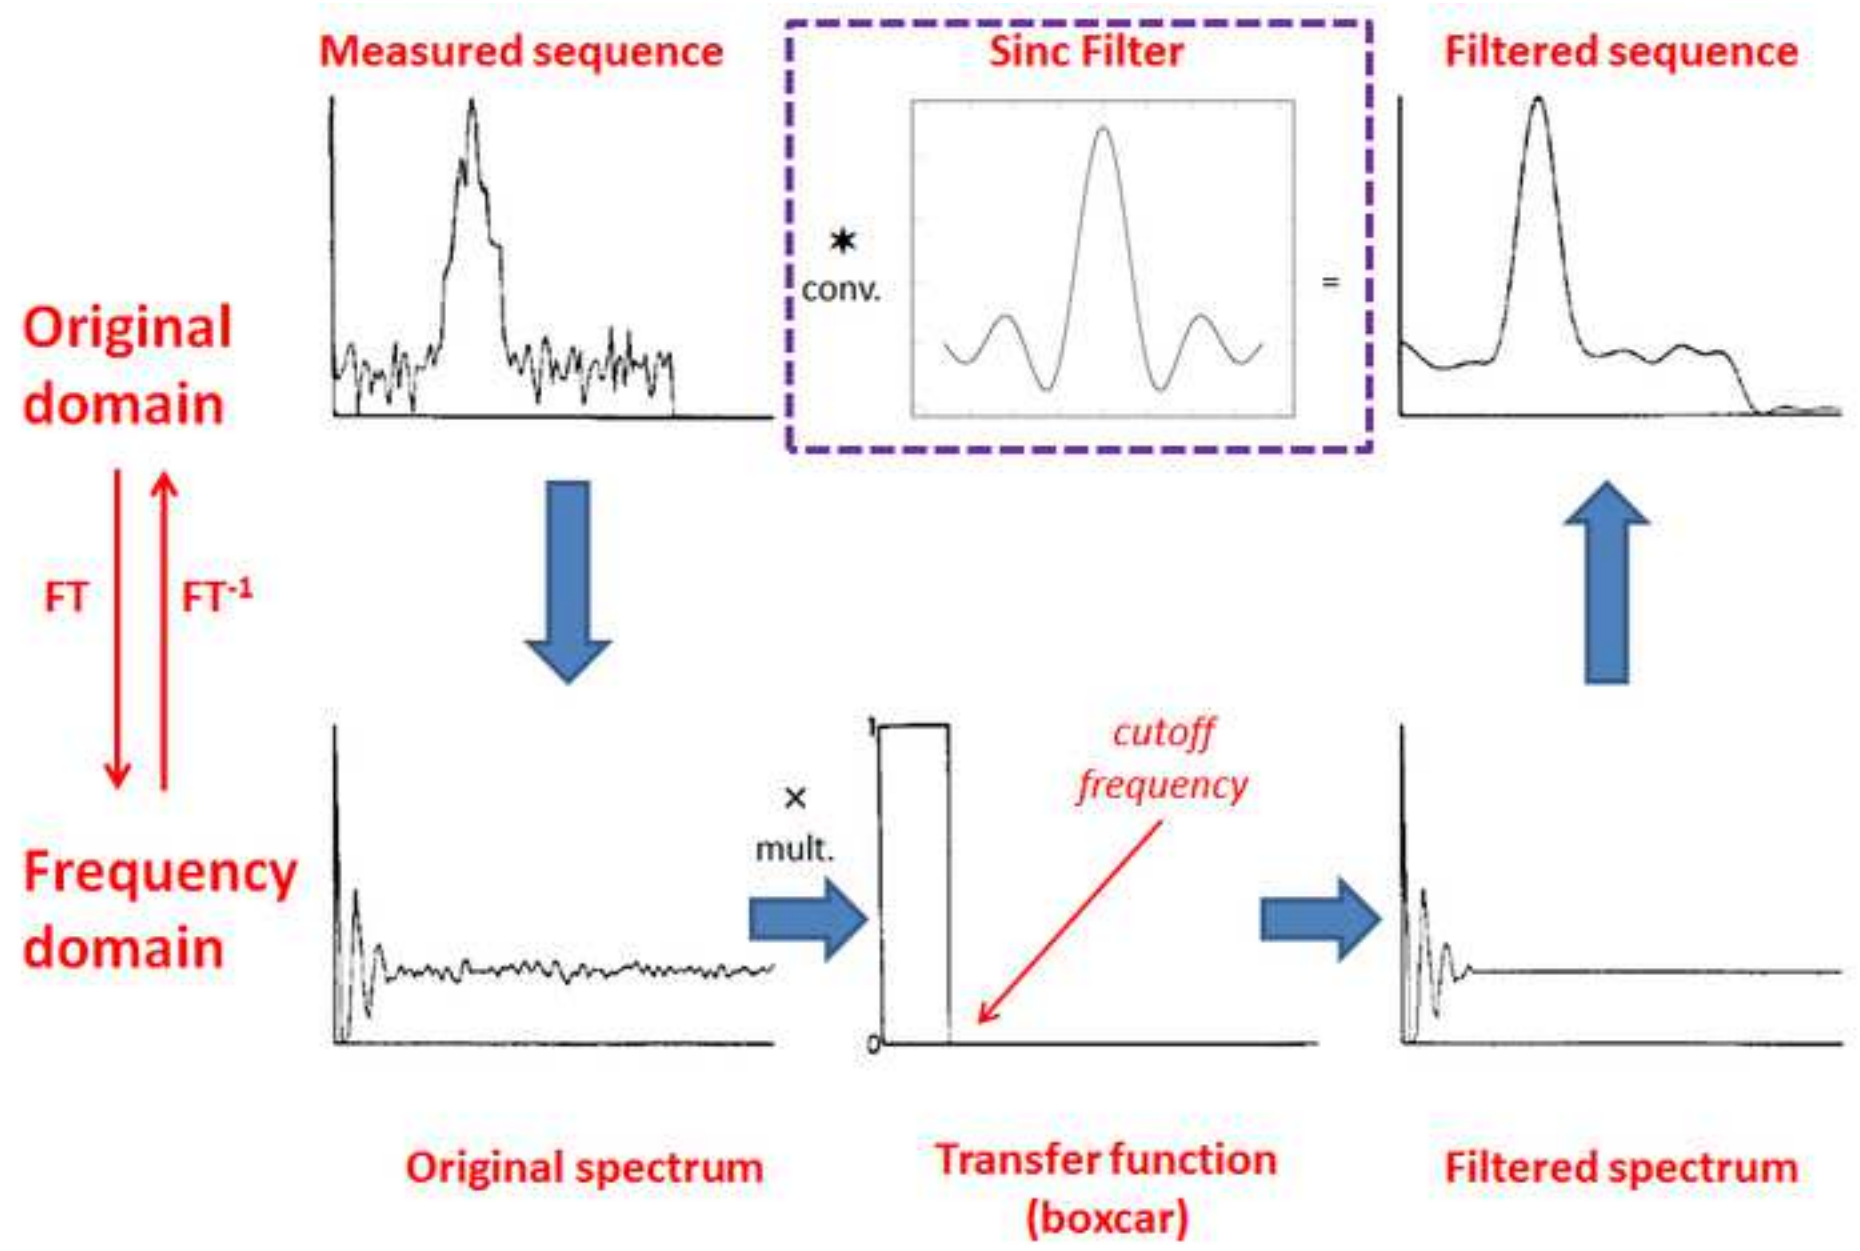 Measured sequence
Sinc Filter
Filtered sequence
✶
conv.
=
Original
domain
FT
FT-1
Frequency
domain
×
mult.
1
0
cutoff
frequency
Original spectrum
Transfer function
(boxcar)
Filtered spectrum